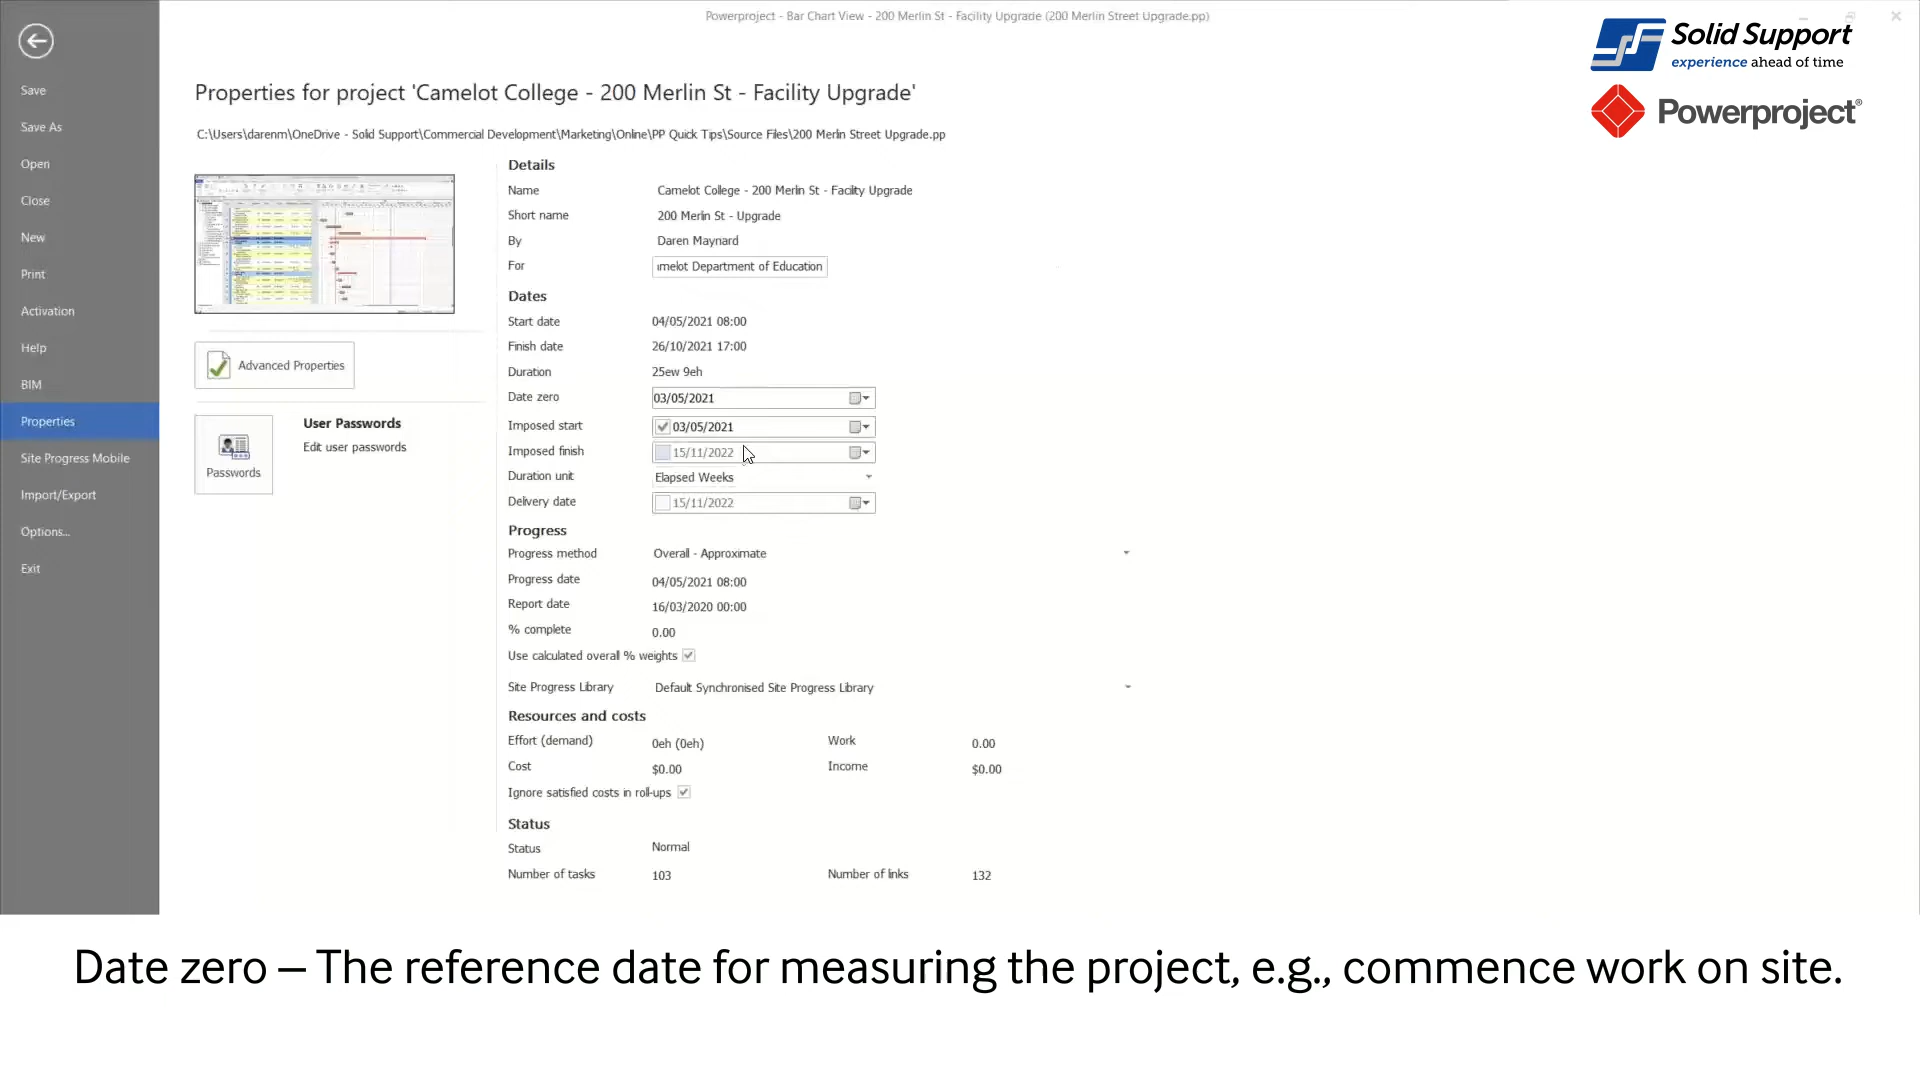 Powerproject - Bar Chart View - 200 Merlin St - Facility Upgrade (200 Merlin Street Upgrade.pp)
Solid Support
experience ahead of time
Powerproject®
Save
Save As
Open
Close
New
Print
Activation
Help
BIM
Properties
Site Progress Mobile
Import/Export
Options...
Exit
Properties for project 'Camelot College - 200 Merlin St - Facility Upgrade'
C:\Users\darenm\OneDrive - Solid Support\Commercial Development\Marketing\Online\PP Quick Tips\Source Files\200 Merlin Street Upgrade.pp
Advanced Properties
Passwords
User Passwords
Edit user passwords
Details
Name Camelot College - 200 Merlin St - Facility Upgrade
Short name 200 Merlin St - Upgrade
By Daren Maynard
For melot Department of Education
Dates
Start date 04/05/2021 08:00
Finish date 26/10/2021 17:00
Duration 25ew 9eh
Date zero 03/05/2021
Imposed start 03/05/2021
Imposed finish 15/11/2022
Duration unit Elapsed Weeks
Delivery date 15/11/2022
Progress
Progress method Overall - Approximate
Progress date 04/05/2021 08:00
Report date 16/03/2020 00:00
% complete 0.00
Use calculated overall % weights
Site Progress Library Default Synchronised Site Progress Library
Resources and costs
Effort (demand) 0eh (0eh) Work 0.00
Cost $0.00 Income $0.00
Ignore satisfied costs in roll-ups
Status
Status Normal
Number of tasks 103 Number of links 132
Date zero – The reference date for measuring the project, e.g., commence work on site.